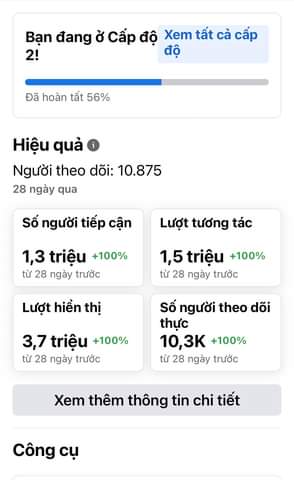 Bạn đang ở Cấp độ
2!
Xem tất cả cấp
độ
Đã hoàn tất 56%
Hiệu quả
Người theo dõi: 10.875
28 ngày qua
Số người tiếp cận
1,3 triệu +100%
từ 28 ngày trước
Lượt tương tác
1,5 triệu +100%
từ 28 ngày trước
Lượt hiển thị
3,7 triệu +100%
từ 28 ngày trước
Số người theo dõi
thực
10,3K +100%
từ 28 ngày trước
Xem thêm thông tin chi tiết
Công cụ